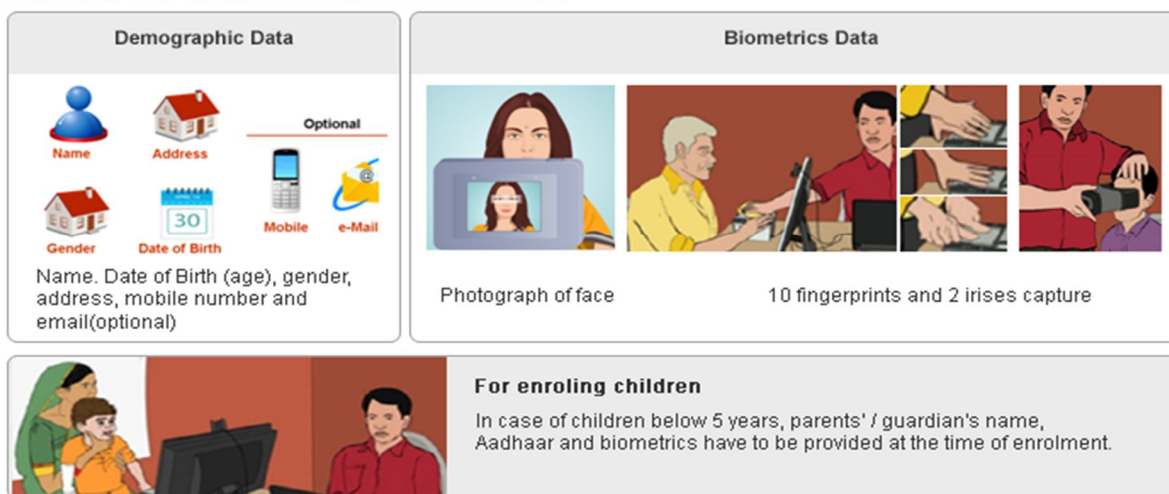 Demographic Data
Name
Address
Optional
Gender
30
Date of Birth
Mobile
@
e-Mail
Name. Date of Birth (age), gender,
address, mobile number and
email(optional)
Biometrics Data
Photograph of face
10 fingerprints and 2 irises capture
For enroling children
In case of children below 5 years, parents' / guardian's name,
Aadhaar and biometrics have to be provided at the time of enrolment.